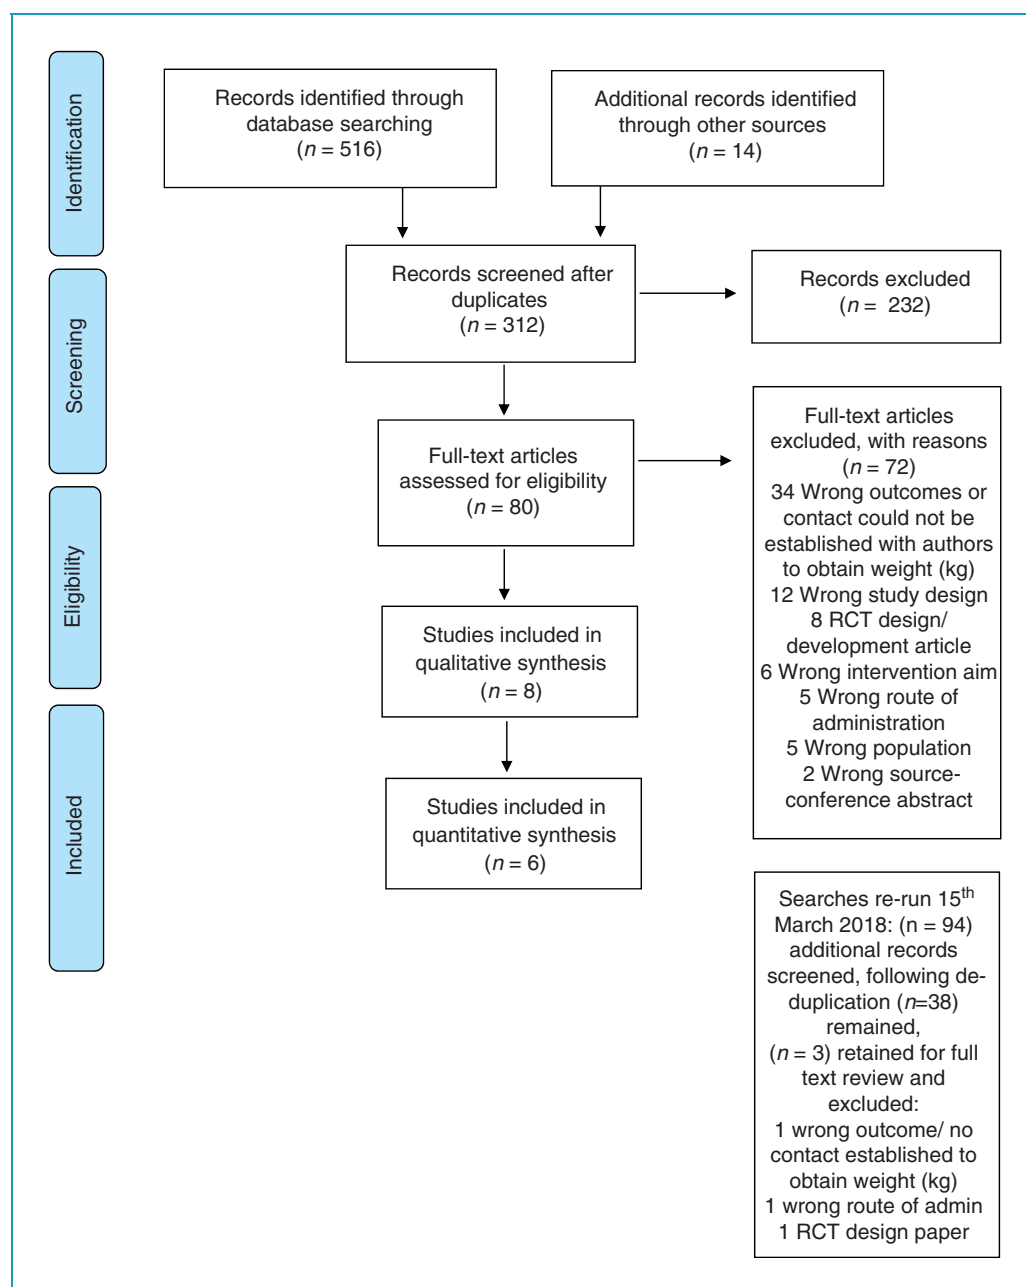 Identification
Records identified through
database searching
(n = 516)
Additional records identified
through other sources
(n = 14)
Records screened after
duplicates
(n = 312)
Records excluded
(n = 232)
Screening
Full-text articles
assessed for eligibility
(n = 80)
Full-text articles
excluded, with reasons
(n = 72)
34 Wrong outcomes or
contact could not be
established with authors
to obtain weight (kg)
12 Wrong study design
8 RCT design/
development article
6 Wrong intervention aim
5 Wrong route of
administration
5 Wrong population
2 Wrong source-
conference abstract
Eligibility
Studies included in
qualitative synthesis
(n = 8)
Included
Studies included in
quantitative synthesis
(n = 6)
Searches re-run 15th
March 2018: (n = 94)
additional records
screened, following de-
duplication (n=38)
remained,
(n = 3) retained for full
text review and
excluded:
1 wrong outcome/ no
contact established to
obtain weight (kg)
1 wrong route of admin
1 RCT design paper